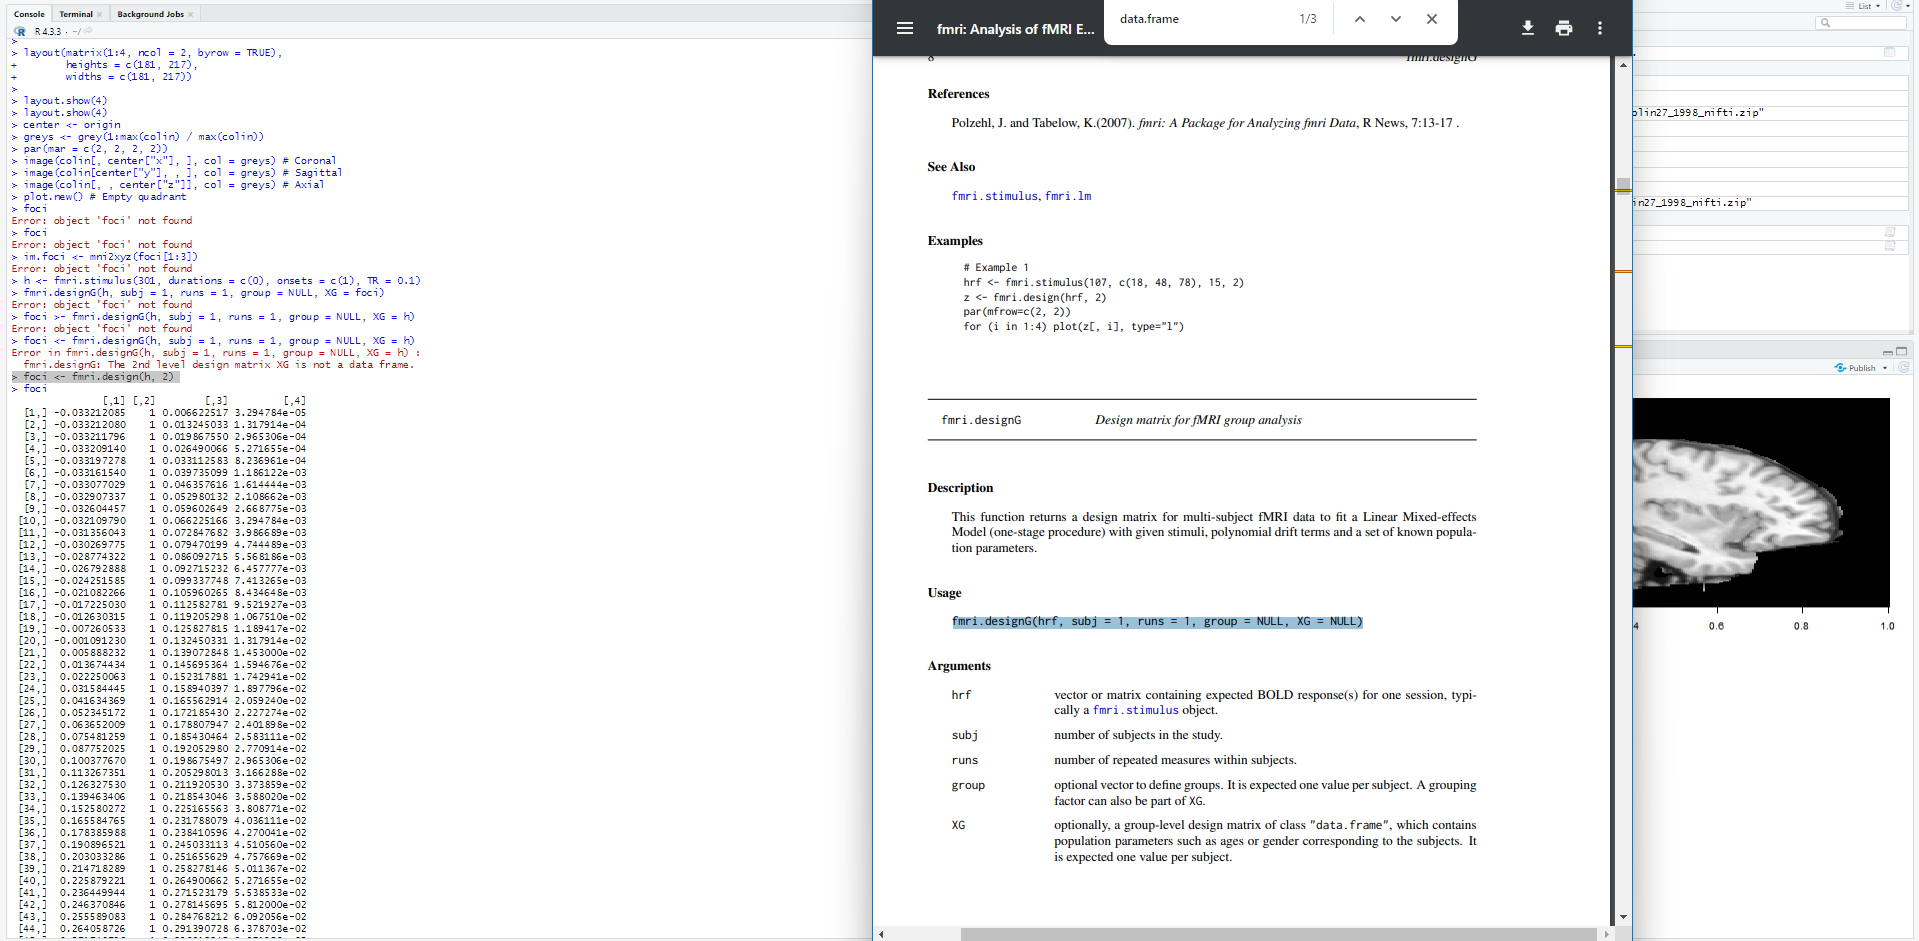 Console Terminal Background Jobs
R 4.3.3 · ~/
>
> layout(matrix(1:4, ncol = 2, byrow = TRUE),
+ heights = c(181, 217),
+ widths = c(181, 217))
>
> layout.show(4)
> layout.show(4)
> center <- origin
> greys <- grey(1:max(colin) / max(colin))
> par(mar = c(2, 2, 2, 2))
> image(colin[, center["x"], ], col = greys) # Coronal
> image(colin[center["y"], , ], col = greys) # Sagittal
> image(colin[, , center["z"]], col = greys) # Axial
> plot.new() # Empty quadrant
> foci
Error: object 'foci' not found
> foci
Error: object 'foci' not found
> im.foci <- mni2xyz(foci[1:3])
Error: object 'foci' not found
> h <- fmri.stimulus(301, durations = c(0), onsets = c(1), TR = 0.1)
> fmri.designG(h, subj = 1, runs = 1, group = NULL, XG = foci)
Error: object 'foci' not found
> foci >- fmri.designG(h, subj = 1, runs = 1, group = NULL, XG = h)
Error: object 'foci' not found
> foci <- fmri.designG(h, subj = 1, runs = 1, group = NULL, XG = h)
Error in fmri.designG(h, subj = 1, runs = 1, group = NULL, XG = h) :
fmri.designG: The 2nd level design matrix XG is not a data frame.
> foci <- fmri.design(h, 2)
> foci
[,1] [,2] [,3] [,4]
[1,] -0.033212085 1 0.006622517 3.294784e-05
[2,] -0.033212080 1 0.013245033 1.317914e-04
[3,] -0.033211796 1 0.019867550 2.965306e-04
[4,] -0.033209140 1 0.026490066 5.271655e-04
[5,] -0.033197278 1 0.033112583 8.236961e-04
[6,] -0.033161540 1 0.039735099 1.186122e-03
[7,] -0.033077029 1 0.046357616 1.614444e-03
[8,] -0.032907337 1 0.052980132 2.108662e-03
[9,] -0.032604457 1 0.059602649 2.668775e-03
[10,] -0.032109790 1 0.066225166 3.294784e-03
[11,] -0.031356043 1 0.072847682 3.986689e-03
[12,] -0.030269775 1 0.079470199 4.744489e-03
[13,] -0.028774322 1 0.086092715 5.568186e-03
[14,] -0.026792888 1 0.092715232 6.457777e-03
[15,] -0.024251585 1 0.099337748 7.413265e-03
[16,] -0.021082266 1 0.105960265 8.434648e-03
[17,] -0.017225030 1 0.112582781 9.521927e-03
[18,] -0.012630315 1 0.119205298 1.067510e-02
[19,] -0.007260533 1 0.125827815 1.189417e-02
[20,] -0.001091230 1 0.132450331 1.317914e-02
[21,] 0.005888232 1 0.139072848 1.453000e-02
[22,] 0.013674434 1 0.145695364 1.594676e-02
[23,] 0.022250063 1 0.152317881 1.742941e-02
[24,] 0.031584445 1 0.158940397 1.897796e-02
[25,] 0.041634369 1 0.165562914 2.059240e-02
[26,] 0.052345172 1 0.172185430 2.227274e-02
[27,] 0.063652009 1 0.178807947 2.401898e-02
[28,] 0.075481259 1 0.185430464 2.583111e-02
[29,] 0.087752025 1 0.192052980 2.770914e-02
[30,] 0.100377670 1 0.198675497 2.965306e-02
[31,] 0.113267351 1 0.205298013 3.166288e-02
[32,] 0.126327530 1 0.211920530 3.373859e-02
[33,] 0.139463406 1 0.218543046 3.588020e-02
[34,] 0.152580272 1 0.225165563 3.808771e-02
[35,] 0.165584765 1 0.231788079 4.036111e-02
[36,] 0.178385988 1 0.238410596 4.270041e-02
[37,] 0.190896521 1 0.245033113 4.510560e-02
[38,] 0.203033286 1 0.251655629 4.757669e-02
[39,] 0.214718289 1 0.258278146 5.011367e-02
[40,] 0.225879221 1 0.264900662 5.271655e-02
[41,] 0.236449944 1 0.271523179 5.538533e-02
[42,] 0.246370846 1 0.278145695 5.812000e-02
[43,] 0.255589083 1 0.284768212 6.092056e-02
[44,] 0.264058726 1 0.291390728 6.378703e-02
fmri: Analysis of fMRI E...
data.frame 1/3
8 fmri.designG
References
Polzehl, J. and Tabelow, K.(2007). fmri: A Package for Analyzing fmri Data, R News, 7:13-17 .
See Also
fmri.stimulus, fmri.lm
Examples
# Example 1
hrf <- fmri.stimulus(107, c(18, 48, 78), 15, 2)
z <- fmri.design(hrf, 2)
par(mfrow=c(2, 2))
for (i in 1:4) plot(z[, i], type="l")
fmri.designG Design matrix for fMRI group analysis
Description
This function returns a design matrix for multi-subject fMRI data to fit a Linear Mixed-effects
Model (one-stage procedure) with given stimuli, polynomial drift terms and a set of known popula-
tion parameters.
Usage
fmri.designG(hrf, subj = 1, runs = 1, group = NULL, XG = NULL)
Arguments
hrf vector or matrix containing expected BOLD response(s) for one session, typi-
cally a fmri.stimulus object.
subj number of subjects in the study.
runs number of repeated measures within subjects.
group optional vector to define groups. It is expected one value per subject. A grouping
factor can also be part of XG.
XG optionally, a group-level design matrix of class "data.frame", which contains
population parameters such as ages or gender corresponding to the subjects. It
is expected one value per subject.
List
olin27_1998_nifti.zip"
in27_1998_nifti.zip"
Publish
4 0.6 0.8 1.0